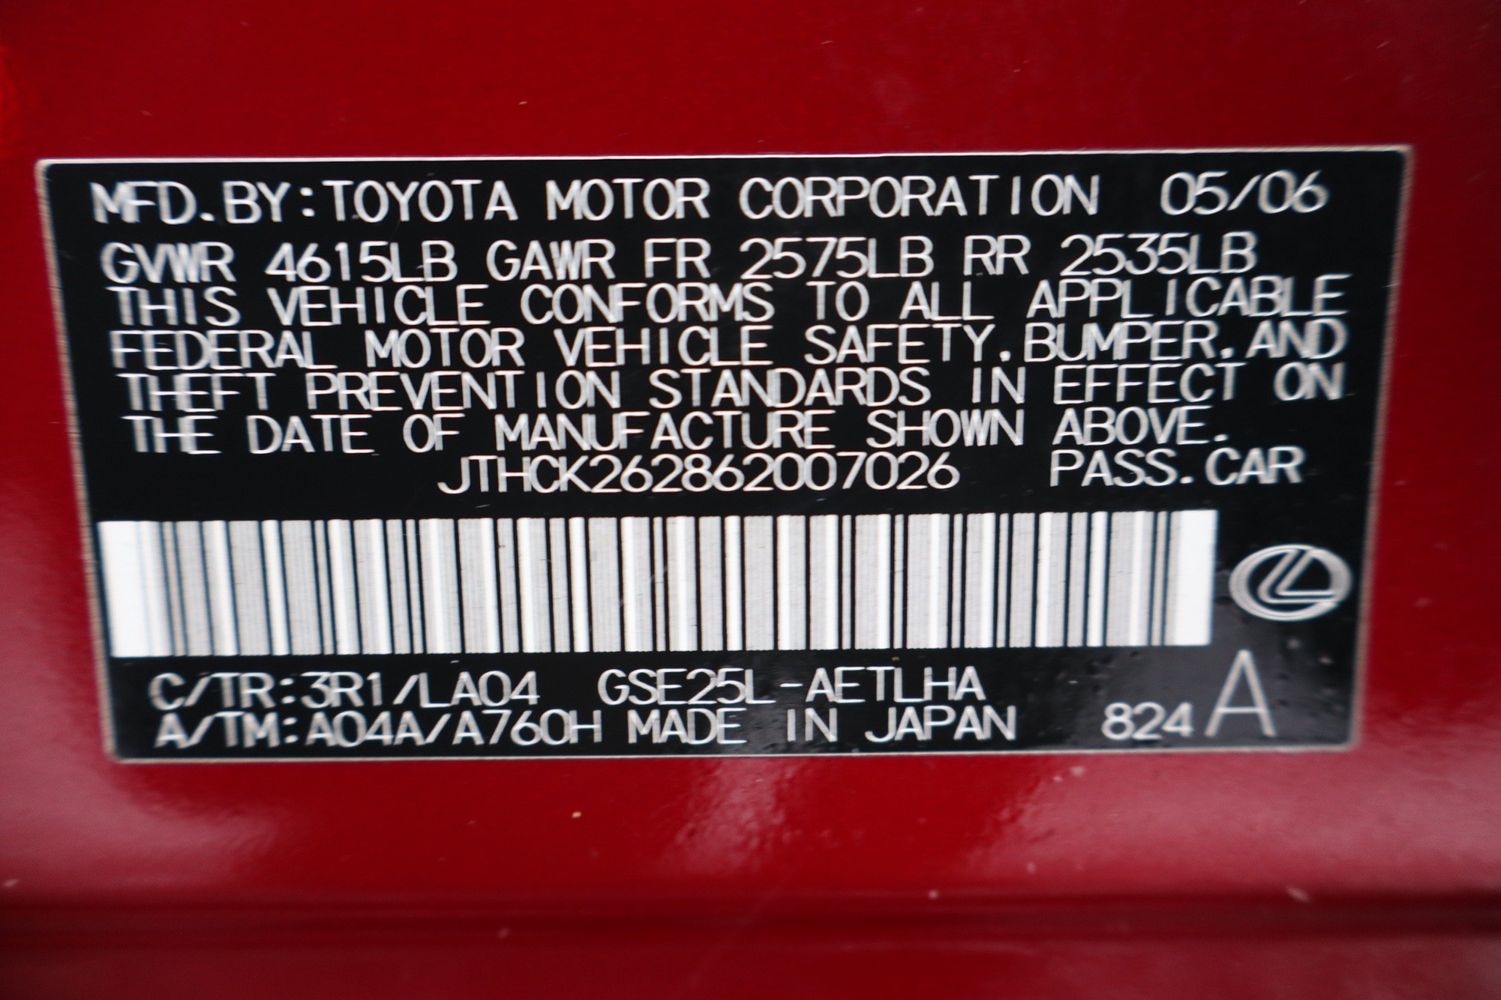 MFD. BY: TOYOTA MOTOR CORPORATION 05/06
GVWR 4615LB GAWR FR 2575LB RR 2535LB
THIS VEHICLE CONFORMS TO ALL APPLICABLE
FEDERAL MOTOR VEHICLE SAFETY, BUMPER, AND
THEFT PREVENTION STANDARDS IN EFFECT ON
THE DATE OF MANUFACTURE SHOWN ABOVE.
JTHCK262862007026 PASS. CAR
C/TR: 3R1/LA04 GSE25L-AETLHA
A/TM: A04A/A760H MADE IN JAPAN 824 A